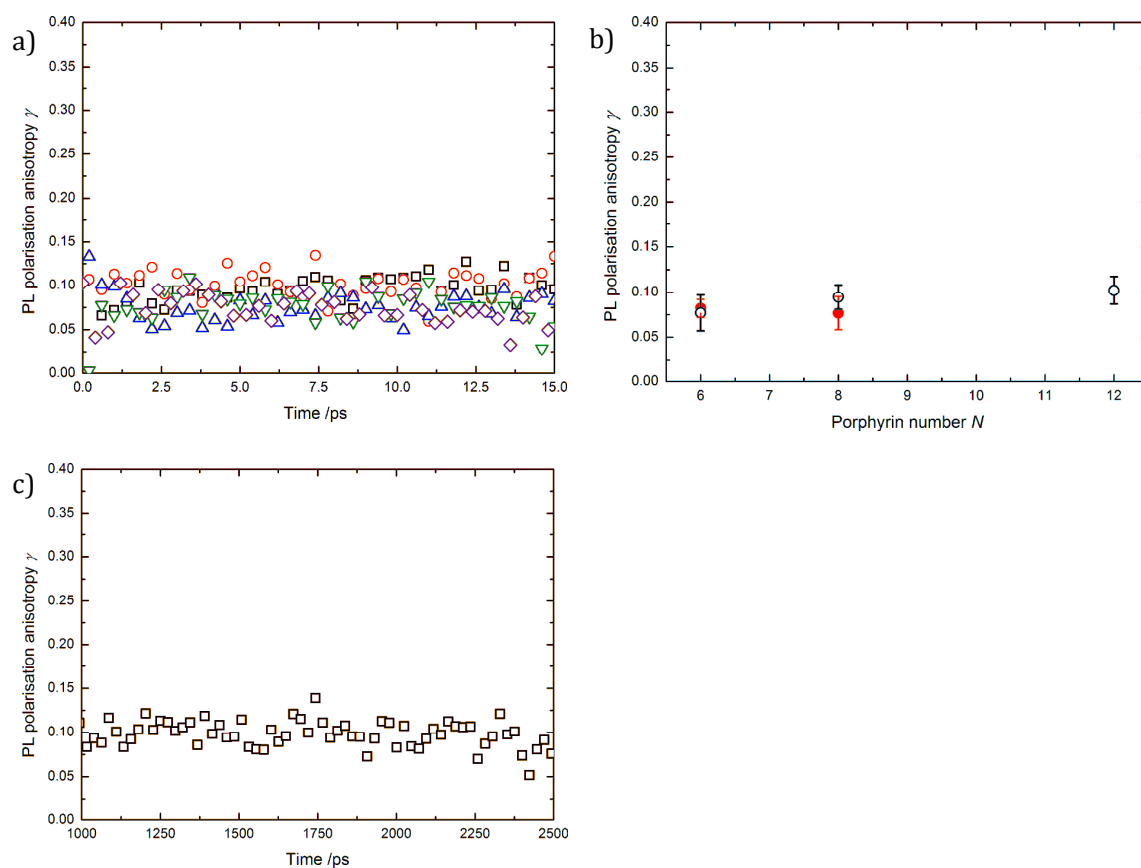 a)
PL polarisation anisotropy γ
0.40
0.35
0.30
0.25
0.20
0.15
0.10
0.05
0.00
0.0 2.5 5.0 7.5 10.0 12.5 15.0
Time /ps
b)
PL polarisation anisotropy γ
0.40
0.35
0.30
0.25
0.20
0.15
0.10
0.05
0.00
6 7 8 9 10 11 12
Porphyrin number N
c)
PL polarisation anisotropy γ
0.40
0.35
0.30
0.25
0.20
0.15
0.10
0.05
0.00
1000 1250 1500 1750 2000 2250 2500
Time /ps